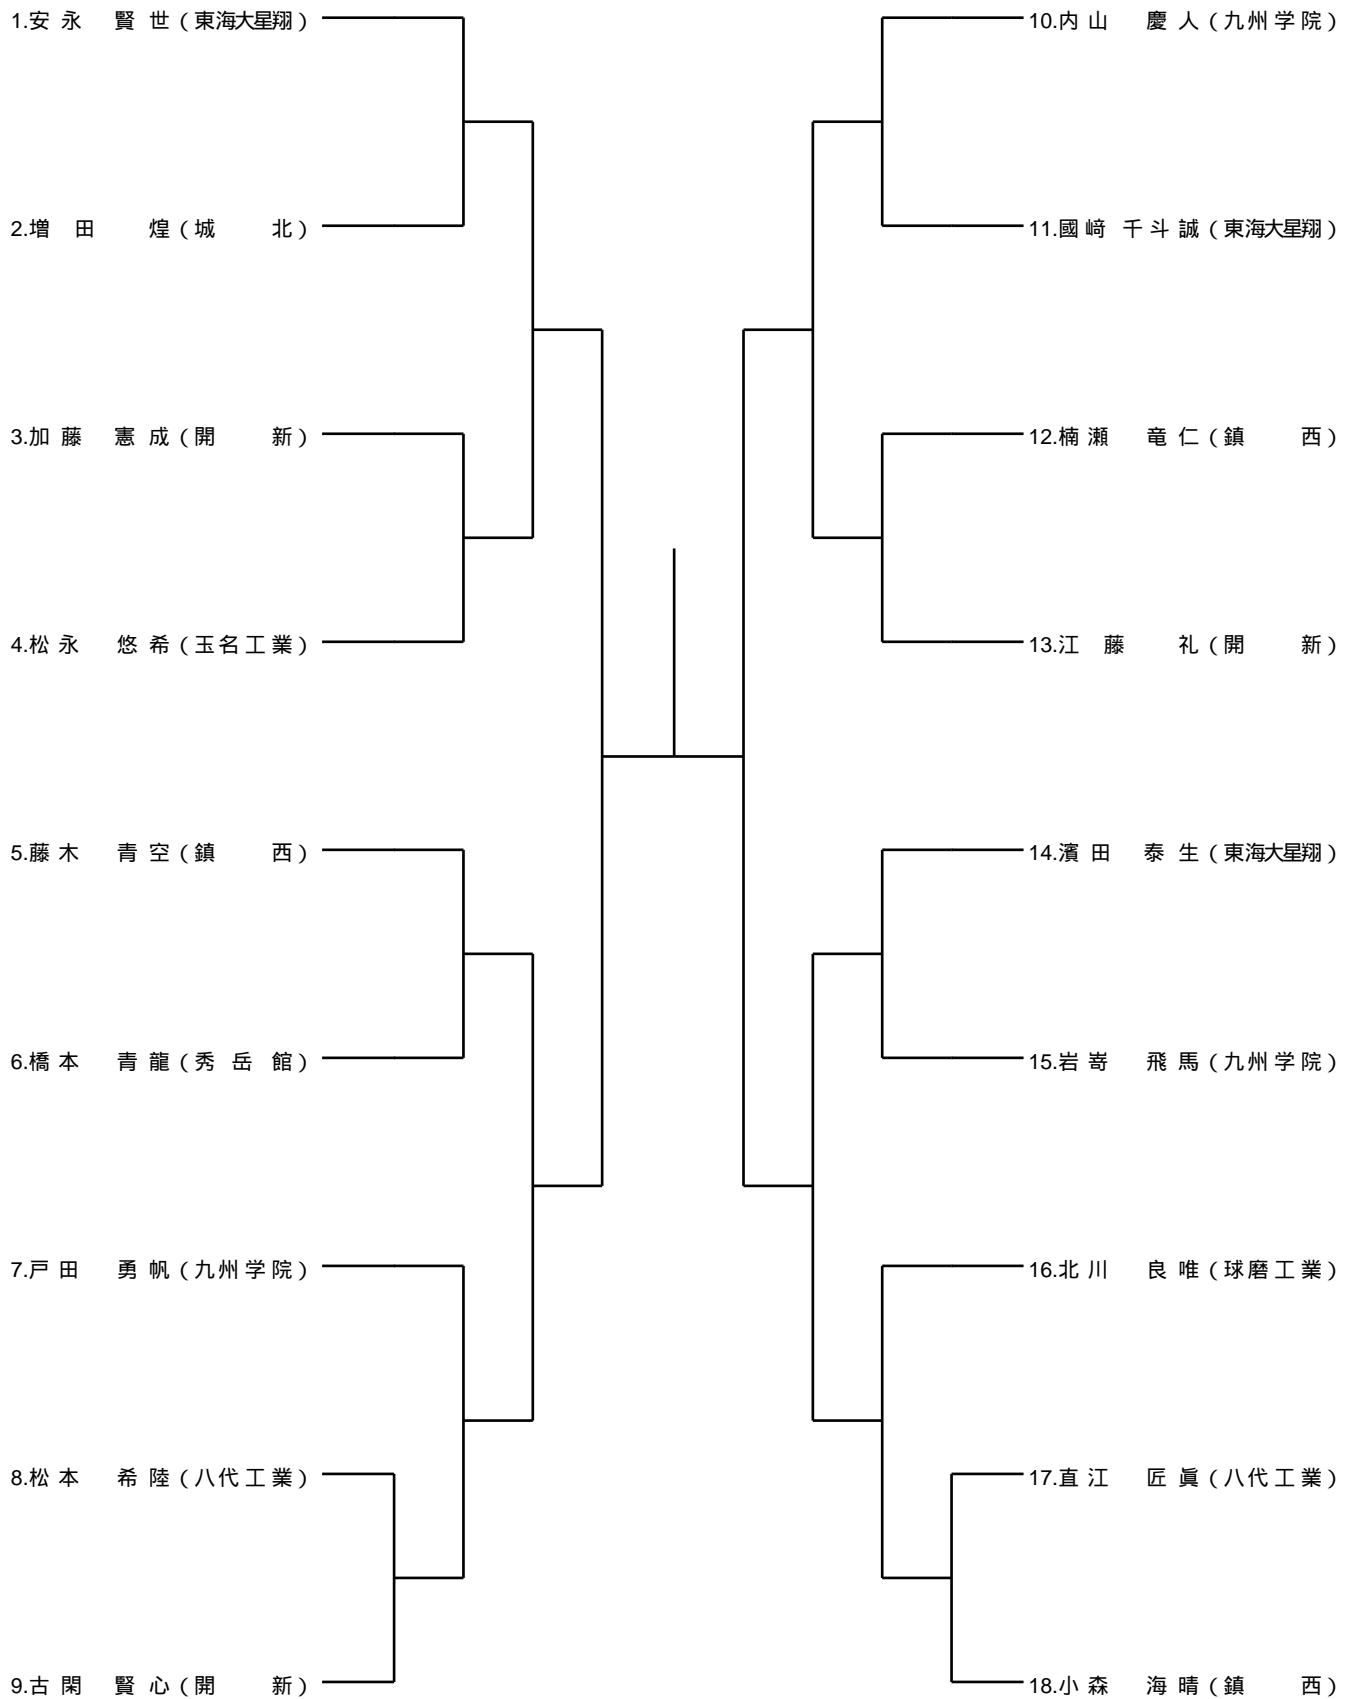 1.安永 賢世(東海大星翔)
2.増田 煌(城北)
3.加藤 憲成(開新)
4.松永 悠希(玉名工業)
5.藤木 青空(鎮西)
6.橋本 青龍(秀岳館)
7.戸田 勇帆(九州学院)
8.松本 希陸(八代工業)
9.古閑 賢心(開新)
10.内山 慶人(九州学院)
11.國﨑 千斗誠(東海大星翔)
12.楠瀬 竜仁(鎮西)
13.江藤 礼(開新)
14.濱田 泰生(東海大星翔)
15.岩嵜 飛馬(九州学院)
16.北川 良唯(球磨工業)
17.直江 匠眞(八代工業)
18.小森 海晴(鎮西)